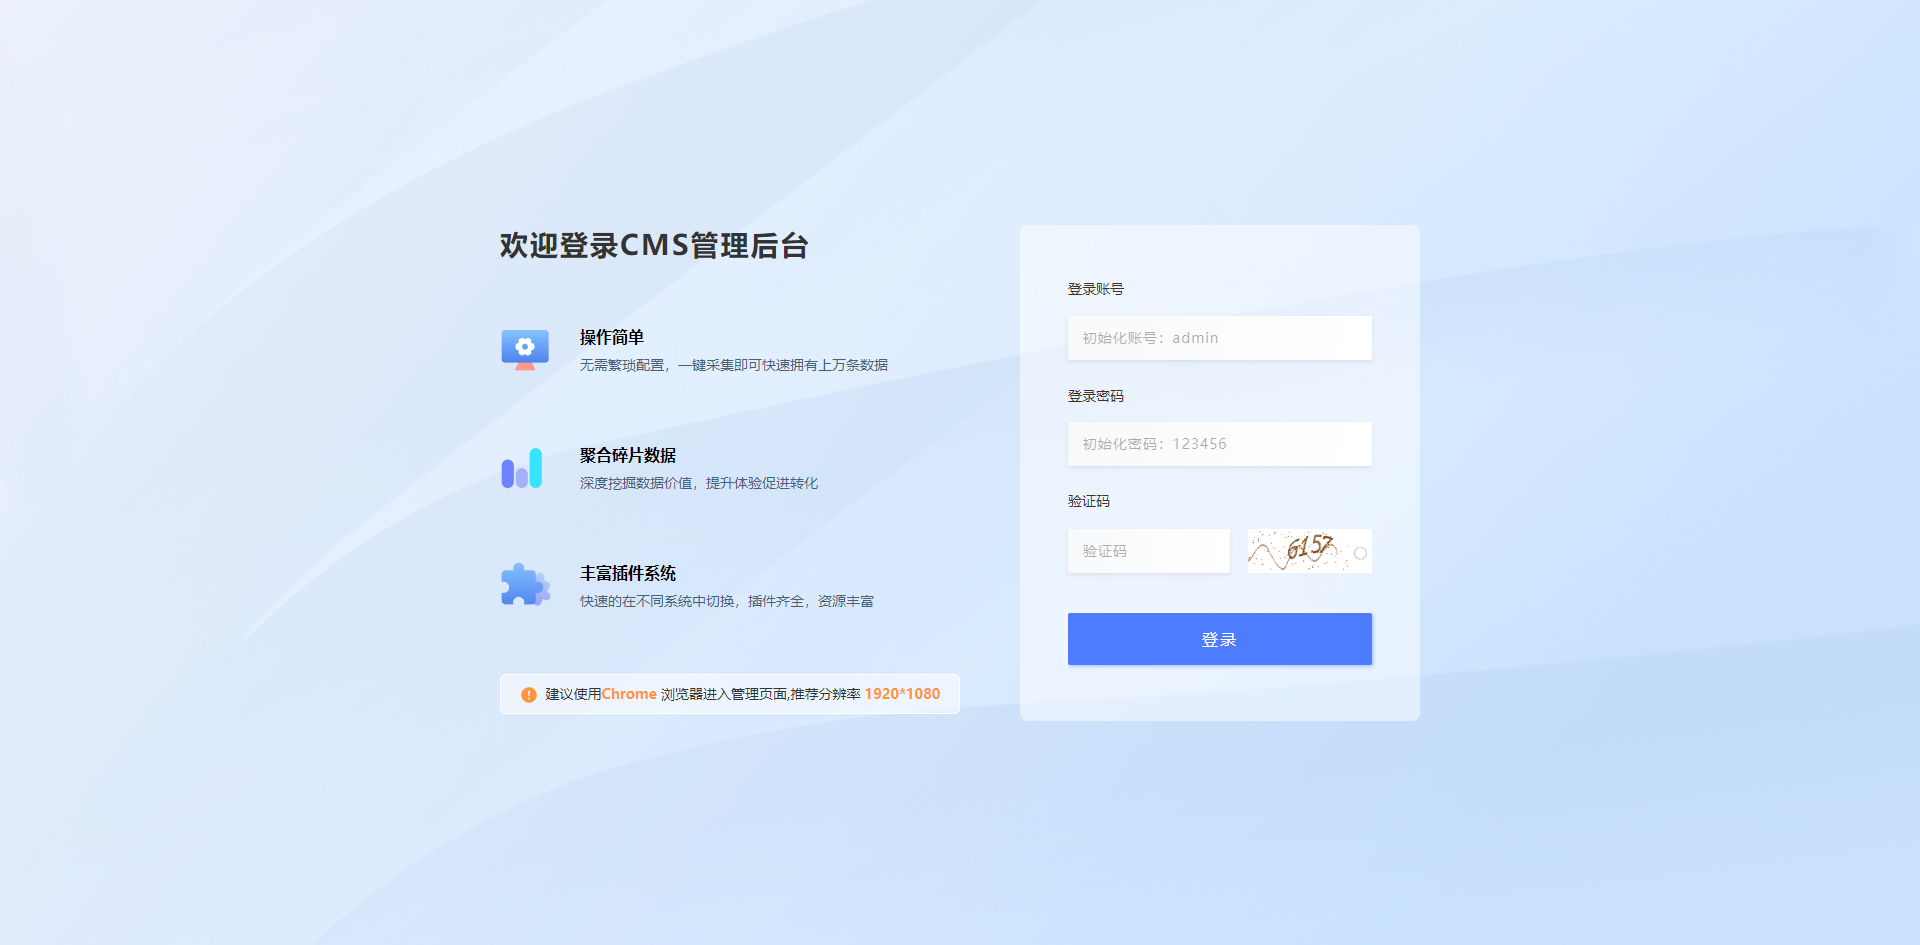 欢迎登录CMS管理后台
操作简单
无需繁琐配置，一键采集即可快速拥有上万条数据
聚合碎片数据
深度挖掘数据价值，提升体验促进转化
丰富插件系统
快速的在不同系统中切换，插件齐全，资源丰富
建议使用Chrome 浏览器进入管理页面,推荐分辨率 1920*1080
登录账号
初始化账号：admin
登录密码
初始化密码：123456
验证码
验证码
6157
登录